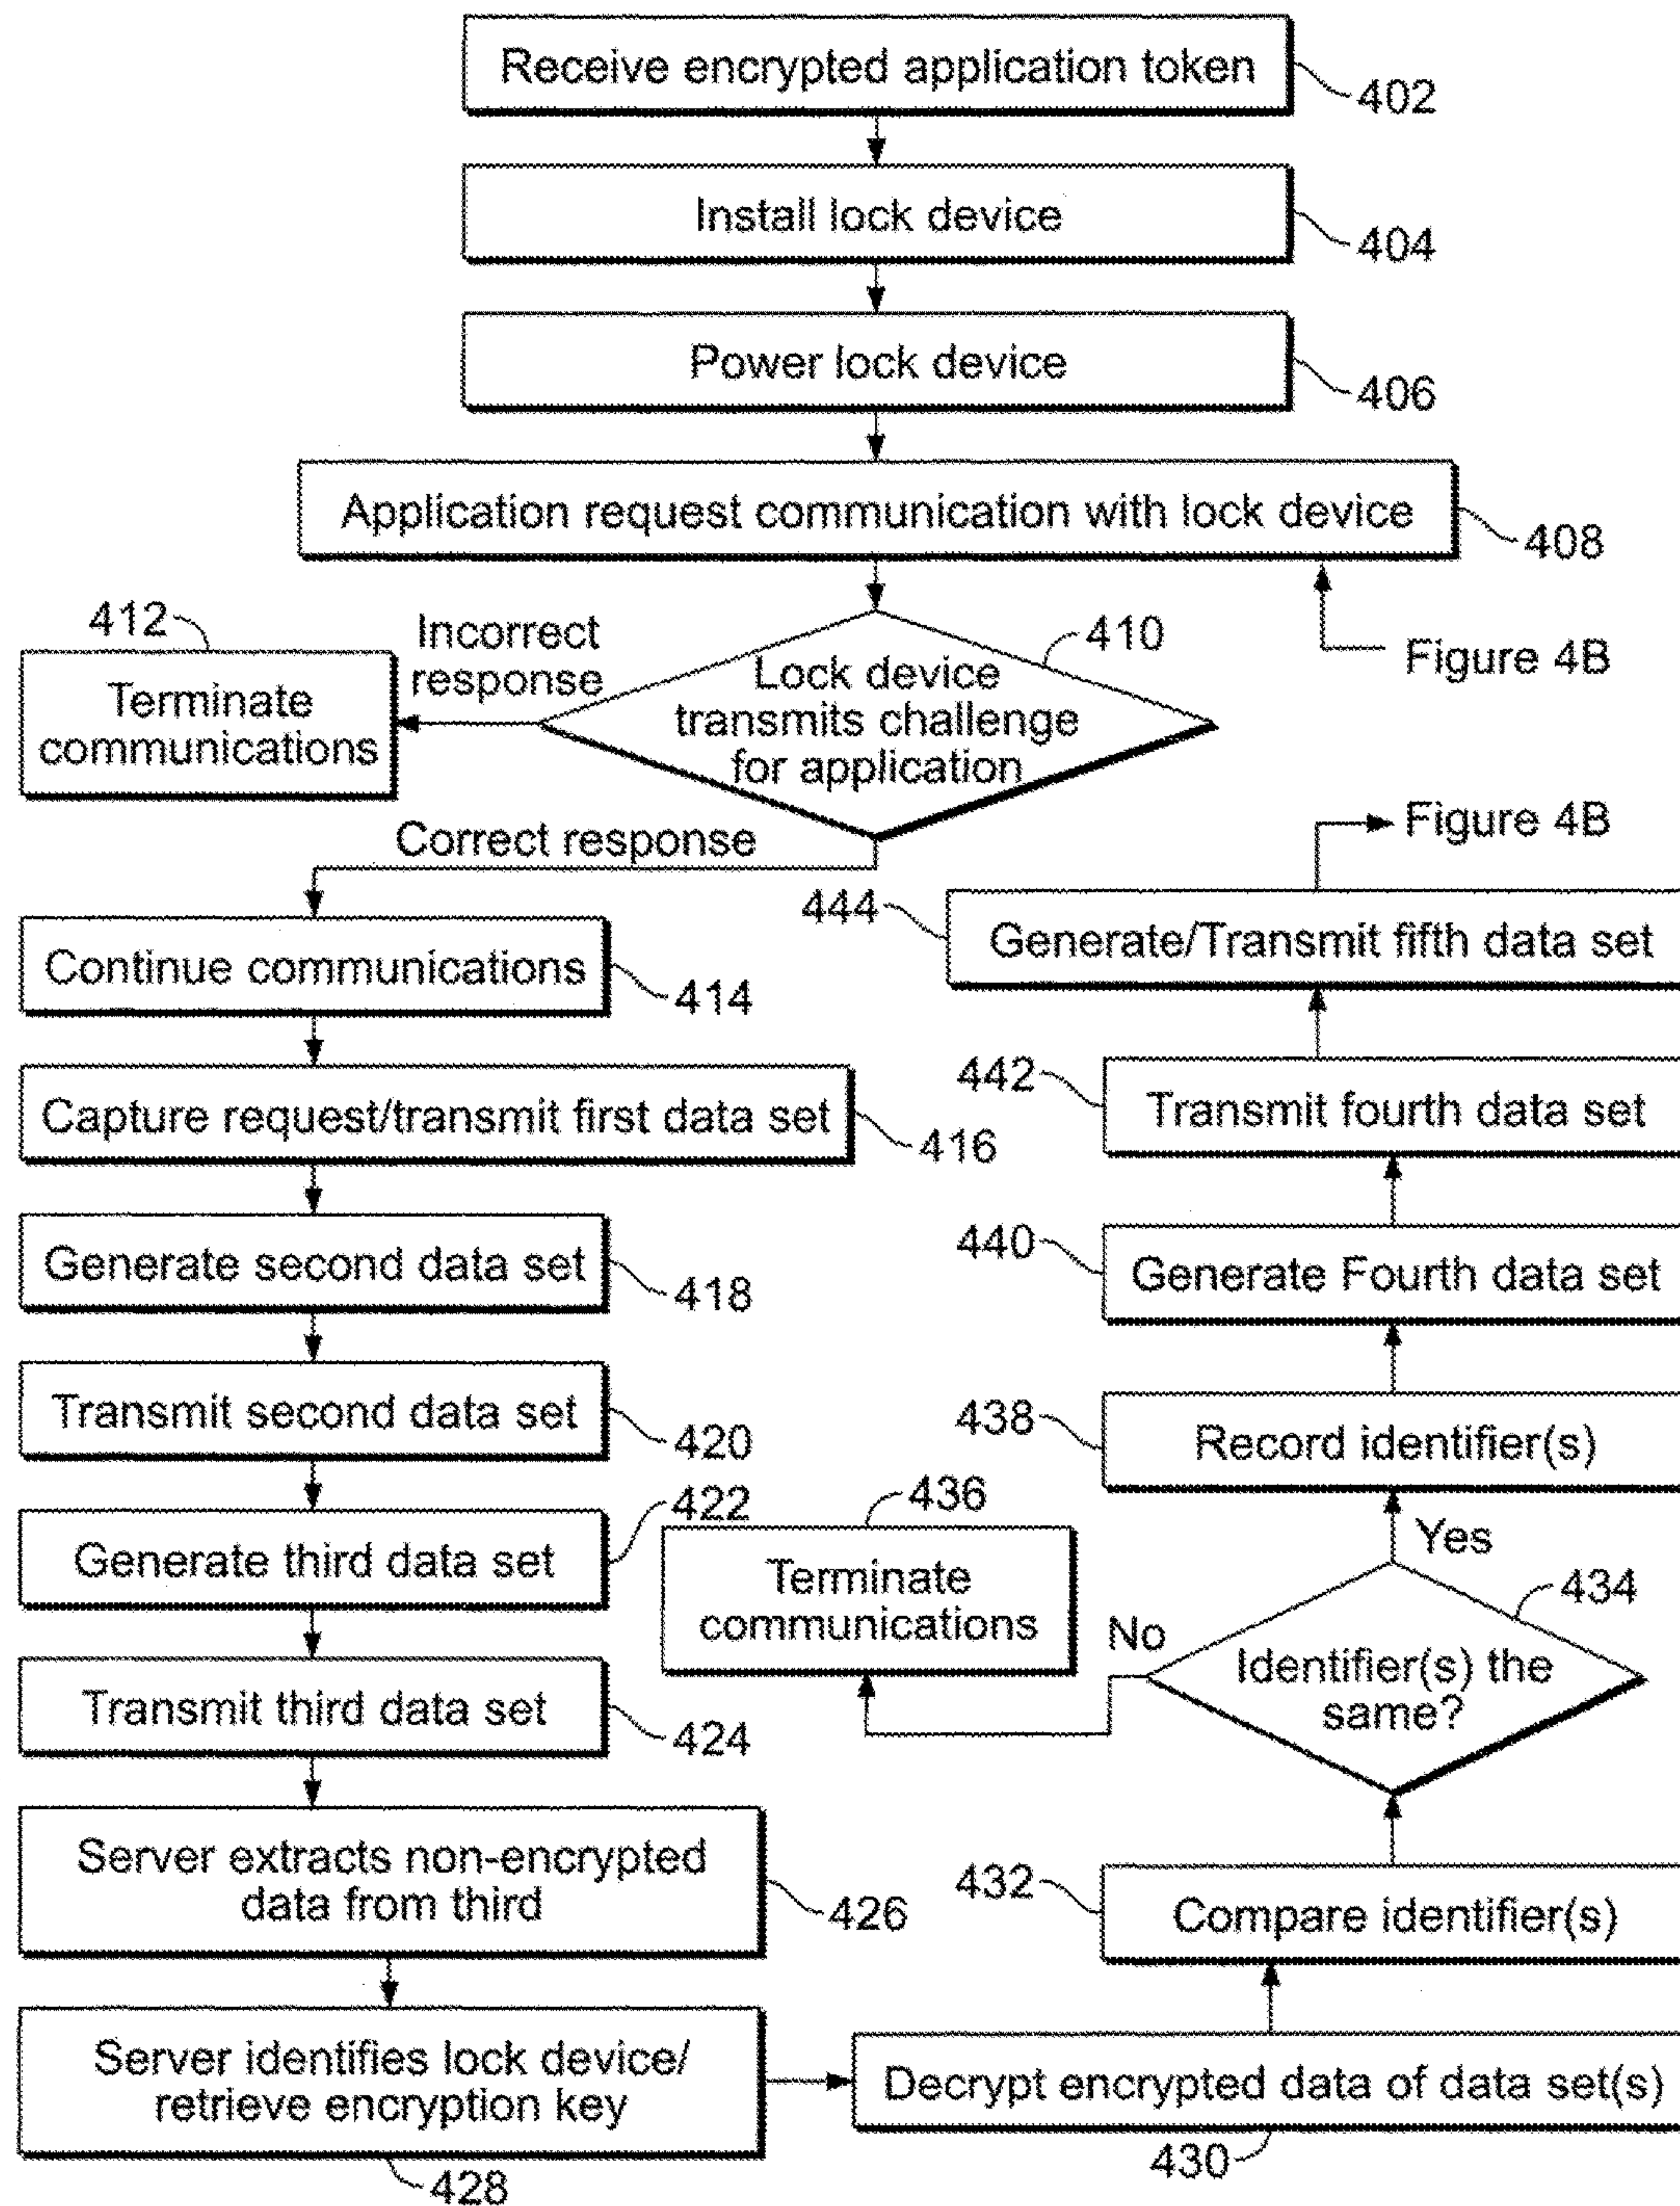 Receive encrypted application token
402
Install lock device
404
Power lock device
406
Application request communication with lock device
408
Figure 4B
412
Terminate
communications
Incorrect
response
410
Lock device
transmits challenge
for application
Correct response
Continue communications
414
Capture request/transmit first data set
416
Generate second data set
418
Transmit second data set
420
422
Generate third data set
Transmit third data set
424
Server extracts non-encrypted
data from third
426
Server identifies lock device/
retrieve encryption key
428
Decrypt encrypted data of data set(s)
430
432
Compare identifier(s)
434
Identifier(s) the
same?
No
436
Terminate
communications
Yes
438
Record identifier(s)
440
Generate Fourth data set
442
Transmit fourth data set
444
Generate/Transmit fifth data set
Figure 4B